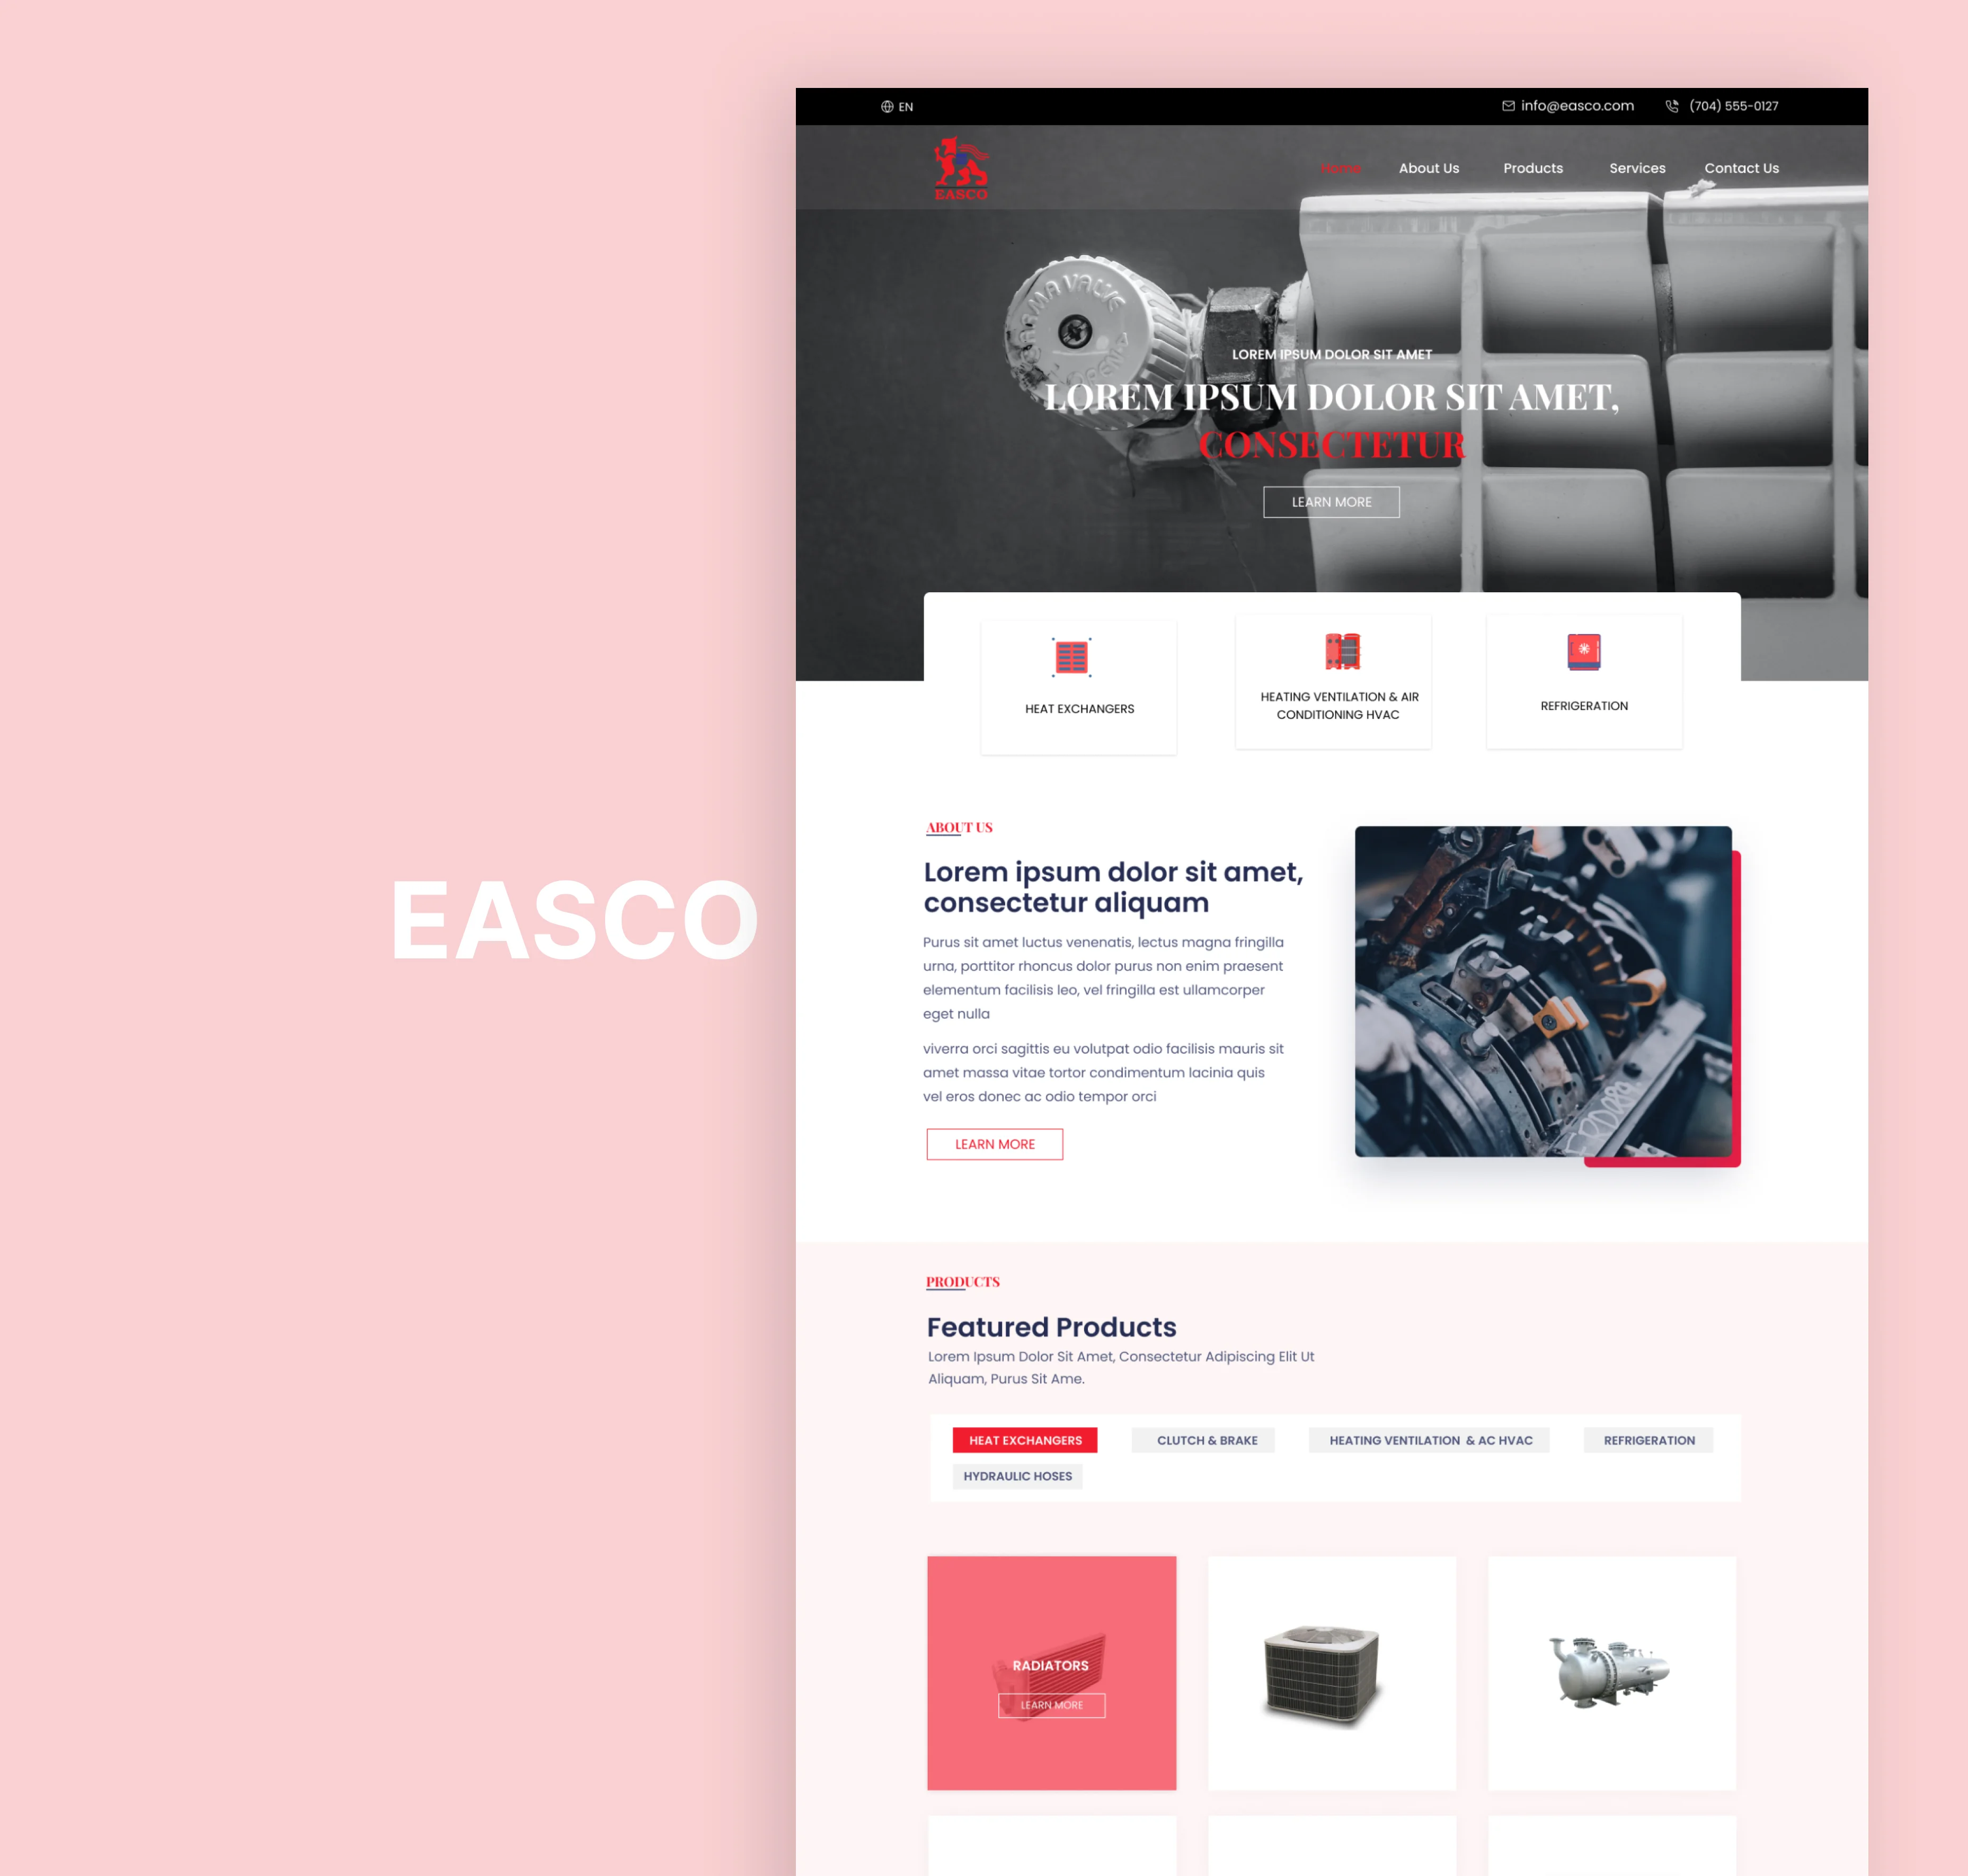 EASCO
EN
info@easco.com
(704) 555-0127
EASCO
Home
About Us
Products
Services
Contact Us
THERMA VALVE
LOREM IPSUM DOLOR SIT AMET
LOREM IPSUM DOLOR SIT AMET,
CONSECTETUR
LEARN MORE
HEAT EXCHANGERS
HEATING VENTILATION & AIR
CONDITIONING HVAC
REFRIGERATION
ABOUT US
Lorem ipsum dolor sit amet,
consectetur aliquam
Purus sit amet luctus venenatis, lectus magna fringilla
urna, porttitor rhoncus dolor purus non enim praesent
elementum facilisis leo, vel fringilla est ullamcorper
eget nulla
viverra orci sagittis eu volutpat odio facilisis mauris sit
amet massa vitae tortor condimentum lacinia quis
vel eros donec ac odio tempor orci
LEARN MORE
PRODUCTS
Featured Products
Lorem Ipsum Dolor Sit Amet, Consectetur Adipiscing Elit Ut
Aliquam, Purus Sit Ame.
HEAT EXCHANGERS
CLUTCH & BRAKE
HEATING VENTILATION & AC HVAC
REFRIGERATION
HYDRAULIC HOSES
RADIATORS
LEARN MORE